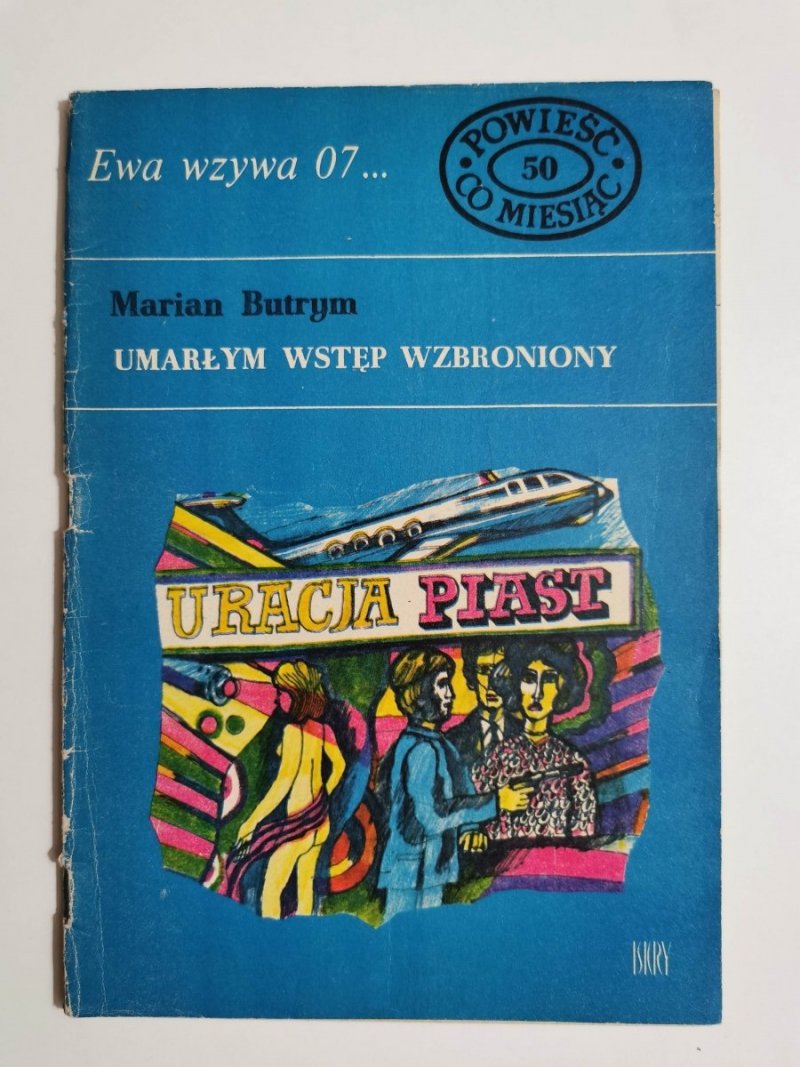 Ewa wzywa 07...
POWIEŚĆ
50
CO MIESIĄC
Marian Butrym
UMARŁYM WSTĘP WZBRONIONY
URACJA PIAST
ISKRY